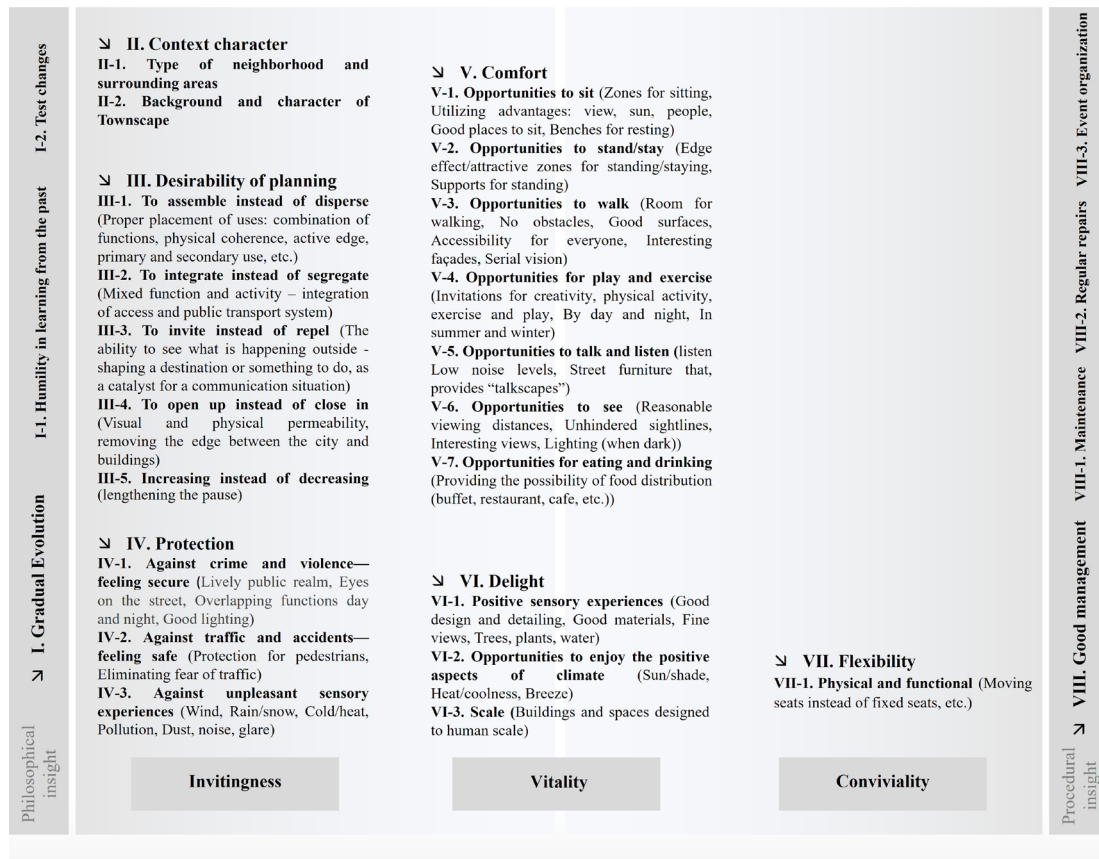 Philosophical
insight
I. Gradual Evolution
I-1. Humility in learning from the past
I-2. Test changes
II. Context character
II-1. Type of neighborhood and
surrounding areas
II-2. Background and character of
Townscape
III. Desirability of planning
III-1. To assemble instead of disperse
(Proper placement of uses: combination of
functions, physical coherence, active edge,
primary and secondary use, etc.)
III-2. To integrate instead of segregate
(Mixed function and activity – integration
of access and public transport system)
III-3. To invite instead of repel (The
ability to see what is happening outside -
shaping a destination or something to do, as
a catalyst for a communication situation)
III-4. To open up instead of close in
(Visual and physical permeability,
removing the edge between the city and
buildings)
III-5. Increasing instead of decreasing
(lengthening the pause)
IV. Protection
IV-1. Against crime and violence—
feeling secure (Lively public realm, Eyes
on the street, Overlapping functions day
and night, Good lighting)
IV-2. Against traffic and accidents—
feeling safe (Protection for pedestrians,
Eliminating fear of traffic)
IV-3. Against unpleasant sensory
experiences (Wind, Rain/snow, Cold/heat,
Pollution, Dust, noise, glare)
Invitingness
V. Comfort
V-1. Opportunities to sit (Zones for sitting,
Utilizing advantages: view, sun, people,
Good places to sit, Benches for resting)
V-2. Opportunities to stand/stay (Edge
effect/attractive zones for standing/staying,
Supports for standing)
V-3. Opportunities to walk (Room for
walking, No obstacles, Good surfaces,
Accessibility for everyone, Interesting
façades, Serial vision)
V-4. Opportunities for play and exercise
(Invitations for creativity, physical activity,
exercise and play, By day and night, In
summer and winter)
V-5. Opportunities to talk and listen (listen
Low noise levels, Street furniture that,
provides “talkscapes”)
V-6. Opportunities to see (Reasonable
viewing distances, Unhindered sightlines,
Interesting views, Lighting (when dark))
V-7. Opportunities for eating and drinking
(Providing the possibility of food distribution
(buffet, restaurant, cafe, etc.))
VI. Delight
VI-1. Positive sensory experiences (Good
design and detailing, Good materials, Fine
views, Trees, plants, water)
VI-2. Opportunities to enjoy the positive
aspects of climate (Sun/shade,
Heat/coolness, Breeze)
VI-3. Scale (Buildings and spaces designed
to human scale)
Vitality
VII. Flexibility
VII-1. Physical and functional (Moving
seats instead of fixed seats, etc.)
Conviviality
Procedural
insight
VIII. Good management
VIII-1. Maintenance
VIII-2. Regular repairs
VIII-3. Event organization